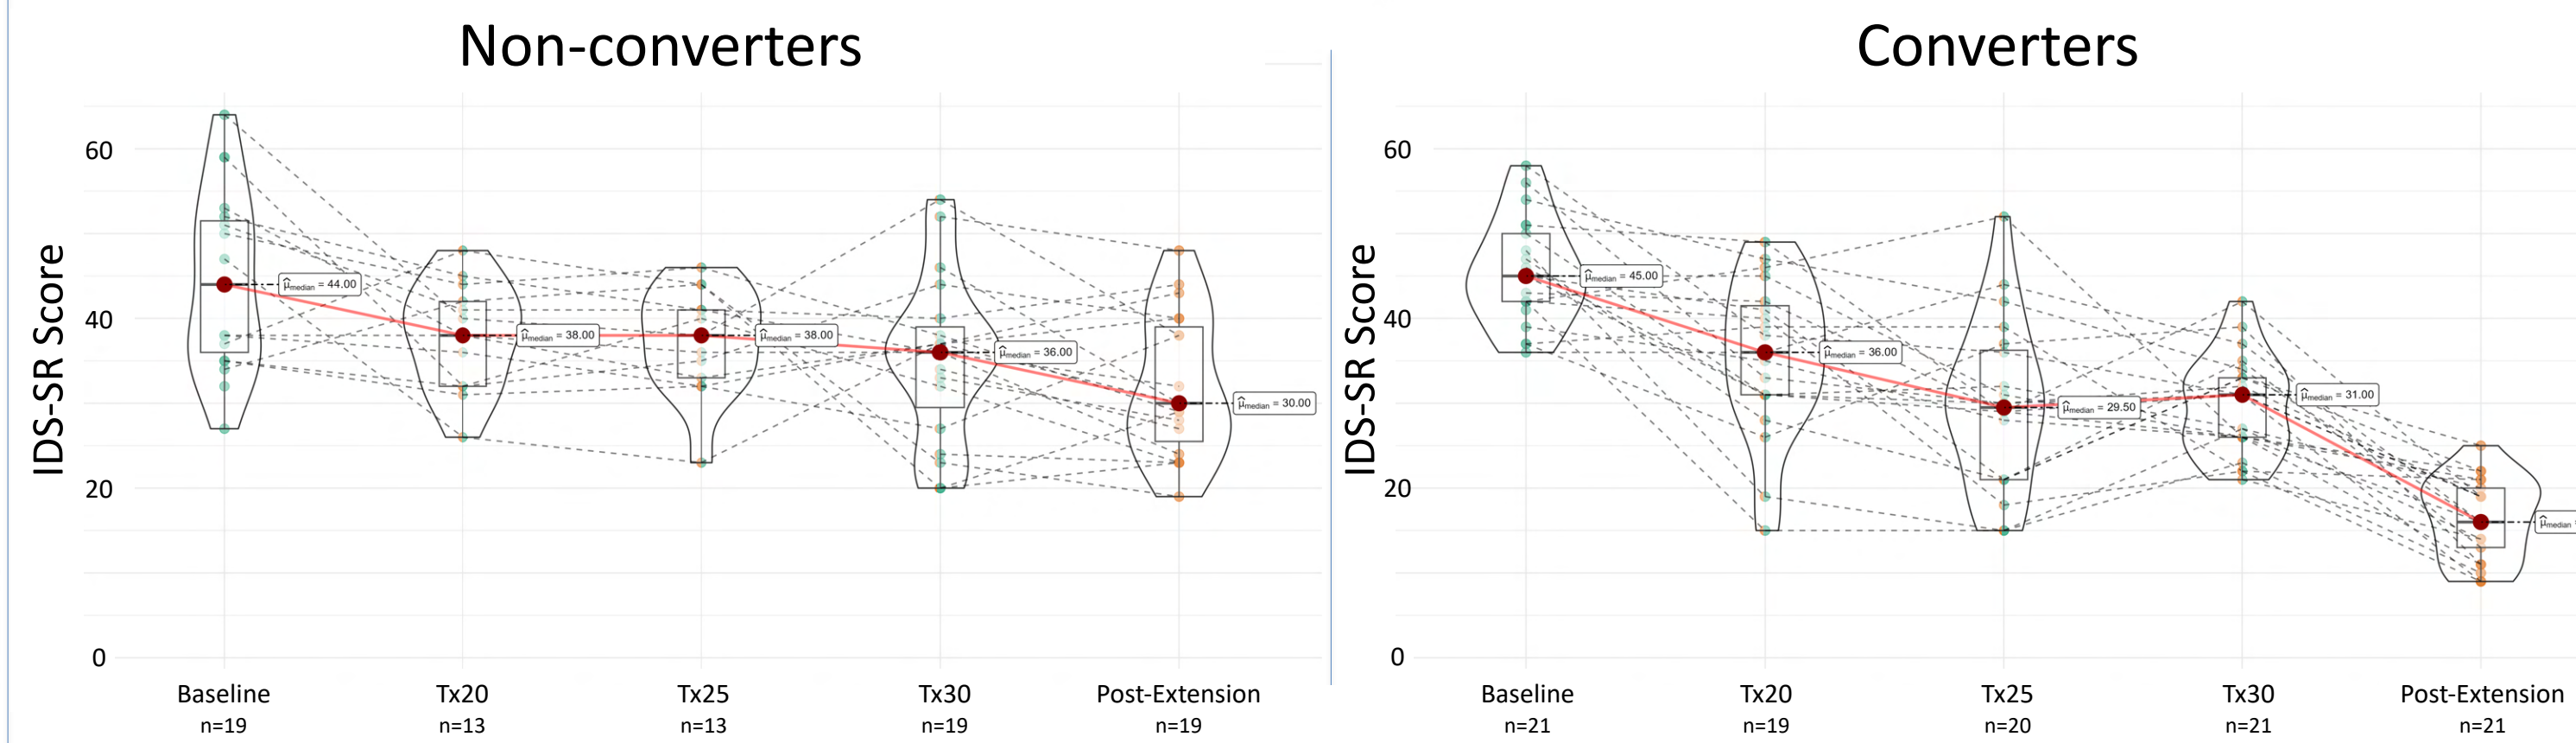 Non-converters
IDS-SR Score
60
40
20
0
μ̂median = 44.00
μ̂median = 38.00
μ̂median = 38.00
μ̂median = 36.00
μ̂median = 30.00
Baseline
n=19
Tx20
n=13
Tx25
n=13
Tx30
n=19
Post-Extension
n=19
Converters
IDS-SR Score
60
40
20
0
μ̂median = 45.00
μ̂median = 36.00
μ̂median = 29.50
μ̂median = 31.00
μ̂median
Baseline
n=21
Tx20
n=19
Tx25
n=20
Tx30
n=21
Post-Extension
n=21